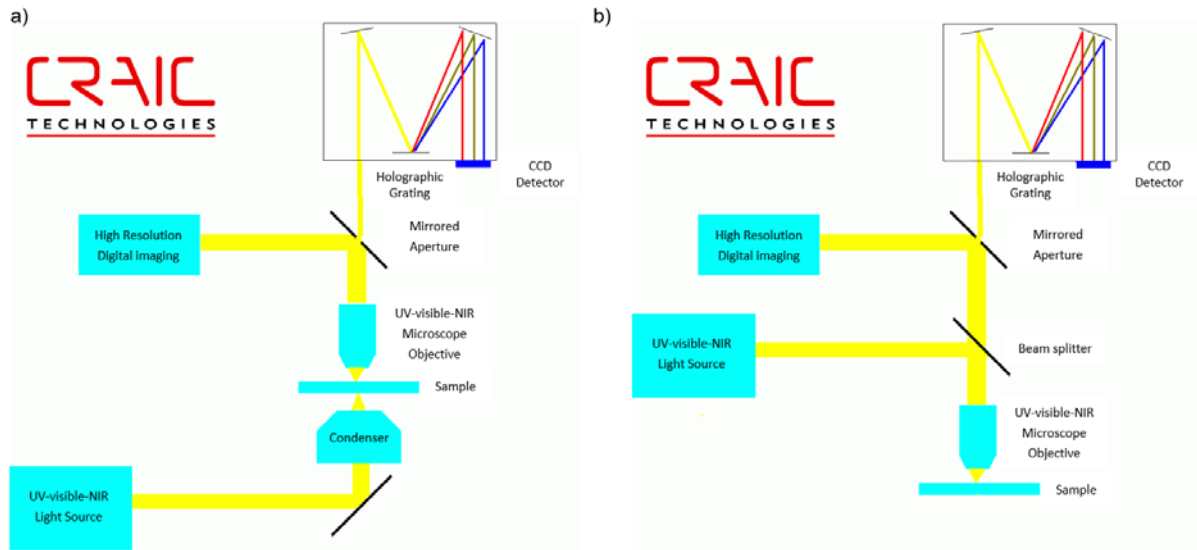 a)
CRAIC
TECHNOLOGIES
CCD
Detector
Holographic
Grating
High Resolution
Digital Imaging
Mirrored
Aperture
UV-visible-NIR
Microscope
Objective
Sample
Condenser
UV-visible-NIR
Light Source
b)
CRAIC
TECHNOLOGIES
CCD
Detector
Holographic
Grating
High Resolution
Digital Imaging
Mirrored
Aperture
UV-visible-NIR
Light Source
Beam splitter
UV-visible-NIR
Microscope
Objective
Sample